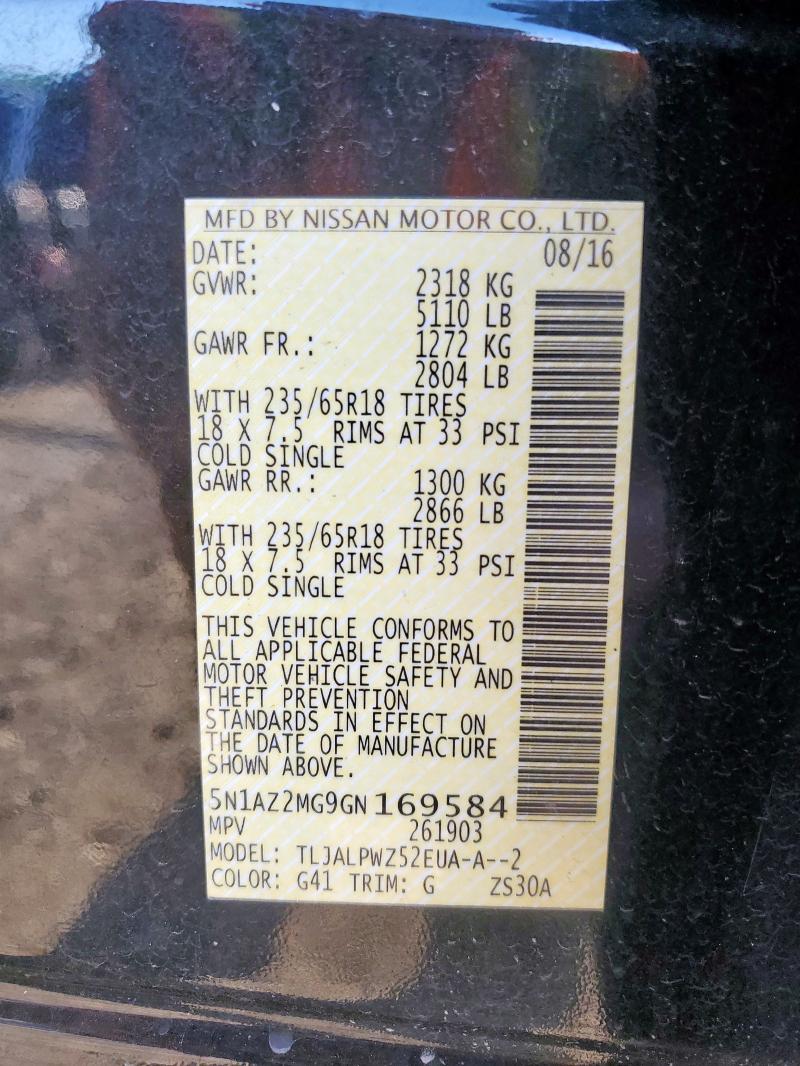 MFD BY NISSAN MOTOR CO., LTD.
DATE: 08/16
GVWR: 2318 KG
5110 LB
GAWR FR.: 1272 KG
2804 LB
WITH 235/65R18 TIRES
18 X 7.5 RIMS AT 33 PSI
COLD SINGLE
GAWR RR.: 1300 KG
2866 LB
WITH 235/65R18 TIRES
18 X 7.5 RIMS AT 33 PSI
COLD SINGLE
THIS VEHICLE CONFORMS TO
ALL APPLICABLE FEDERAL
MOTOR VEHICLE SAFETY AND
THEFT PREVENTION
STANDARDS IN EFFECT ON
THE DATE OF MANUFACTURE
SHOWN ABOVE.
5N1AZ2MG9GN169584
MPV 261903
MODEL: TLJALPWZ52EUA-A--2
COLOR: G41 TRIM: G ZS30A